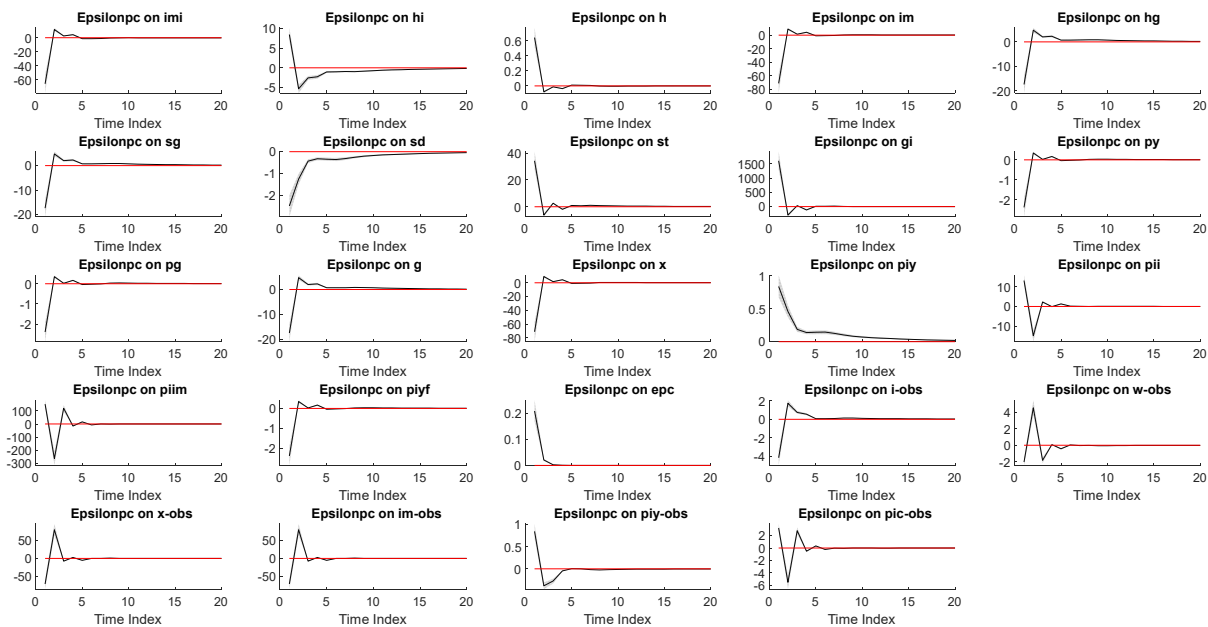 Epsilonpc on imi
0
-20
-40
-60
0 5 10 15 20
Time Index
Epsilonpc on hi
10
5
0
-5
0 5 10 15 20
Time Index
Epsilonpc on h
0.6
0.4
0.2
0
0 5 10 15 20
Time Index
Epsilonpc on im
0
-20
-40
-60
-80
0 5 10 15 20
Time Index
Epsilonpc on hg
0
-10
-20
0 5 10 15 20
Time Index
Epsilonpc on sg
0
-10
-20
0 5 10 15 20
Time Index
Epsilonpc on sd
0
-1
-2
0 5 10 15 20
Time Index
Epsilonpc on st
40
20
0
0 5 10 15 20
Time Index
Epsilonpc on gi
1500
1000
500
0
0 5 10 15 20
Time Index
Epsilonpc on py
0
-1
-2
0 5 10 15 20
Time Index
Epsilonpc on pg
0
-1
-2
0 5 10 15 20
Time Index
Epsilonpc on g
0
-10
-20
0 5 10 15 20
Time Index
Epsilonpc on x
0
-20
-40
-60
-80
0 5 10 15 20
Time Index
Epsilonpc on piy
1
0.5
0
0 5 10 15 20
Time Index
Epsilonpc on pii
10
0
-10
0 5 10 15 20
Time Index
Epsilonpc on piim
100
0
-100
-200
-300
0 5 10 15 20
Time Index
Epsilonpc on piyf
0
-1
-2
0 5 10 15 20
Time Index
Epsilonpc on epc
0.2
0.1
0
0 5 10 15 20
Time Index
Epsilonpc on i-obs
2
0
-2
-4
0 5 10 15 20
Time Index
Epsilonpc on w-obs
4
2
0
-2
0 5 10 15 20
Time Index
Epsilonpc on x-obs
50
0
-50
0 5 10 15 20
Time Index
Epsilonpc on im-obs
50
0
-50
0 5 10 15 20
Time Index
Epsilonpc on piy-obs
1
0.5
0
0 5 10 15 20
Time Index
Epsilonpc on pic-obs
2
0
-2
-4
-6
0 5 10 15 20
Time Index